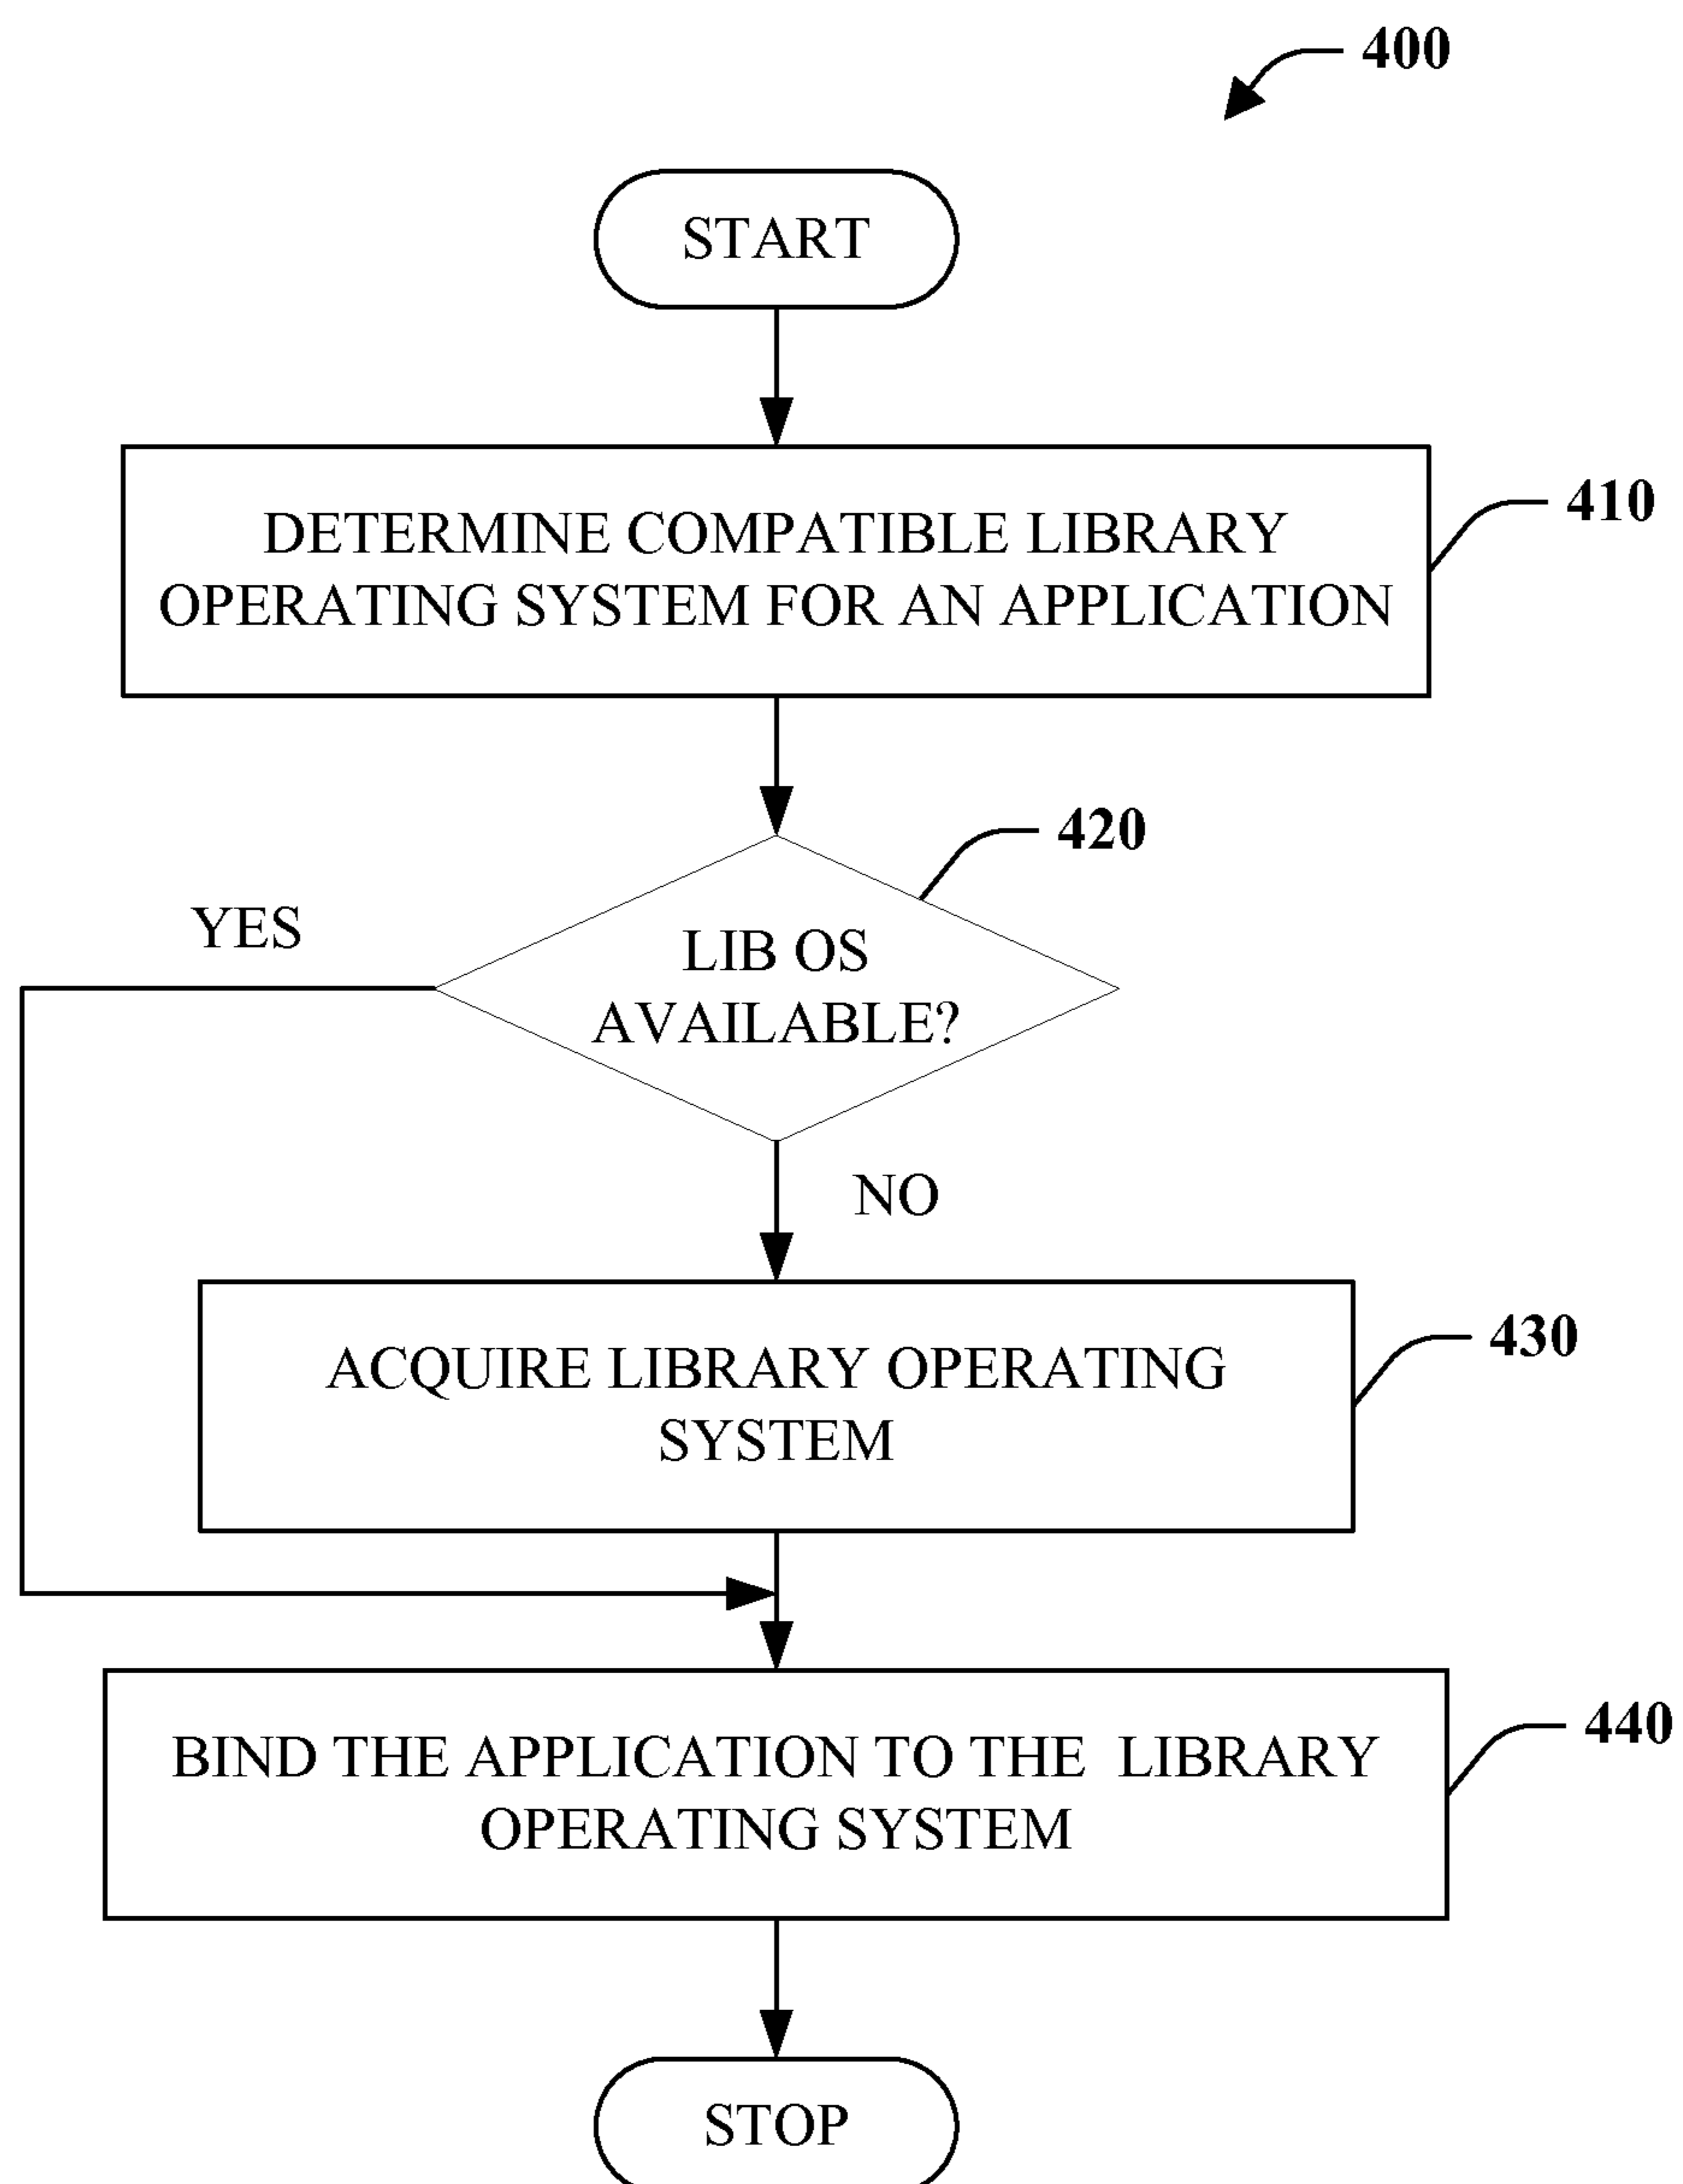 400
START
DETERMINE COMPATIBLE LIBRARY
OPERATING SYSTEM FOR AN APPLICATION
410
420
YES
LIB OS
AVAILABLE?
NO
ACQUIRE LIBRARY OPERATING
SYSTEM
430
BIND THE APPLICATION TO THE LIBRARY
OPERATING SYSTEM
440
STOP